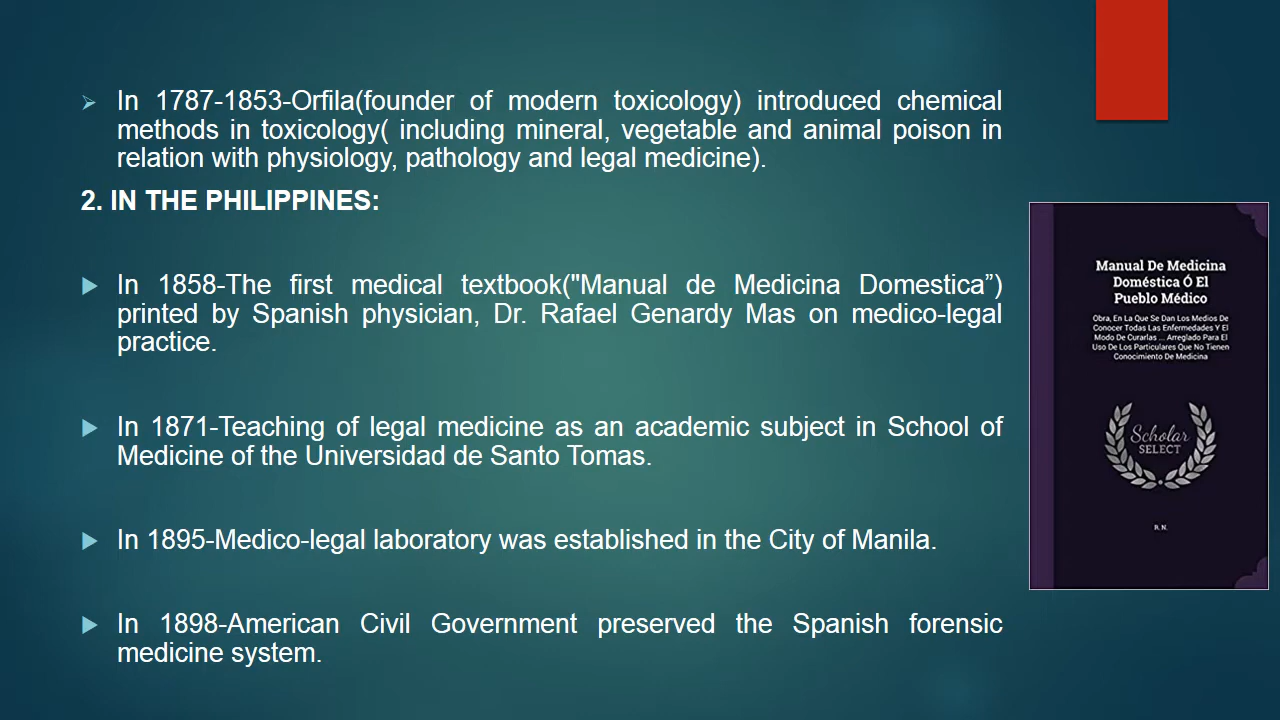 In 1787-1853-Orfila(founder of modern toxicology) introduced chemical
methods in toxicology( including mineral, vegetable and animal poison in
relation with physiology, pathology and legal medicine).
2. IN THE PHILIPPINES:
In 1858-The first medical textbook("Manual de Medicina Domestica”)
printed by Spanish physician, Dr. Rafael Genardy Mas on medico-legal
practice.
In 1871-Teaching of legal medicine as an academic subject in School of
Medicine of the Universidad de Santo Tomas.
In 1895-Medico-legal laboratory was established in the City of Manila.
In 1898-American Civil Government preserved the Spanish forensic
medicine system.
Manual De Medicina
Doméstica Ó El
Pueblo Médico
Obra, En La Que Se Dan Los Medios De
Conocer Todas Las Enfermedades Y El
Modo De Curarlas ... Arreglado Para El
Uso De Los Particulares Que No Tienen
Conocimiento De Medicina
Scholar
SELECT
R. N.